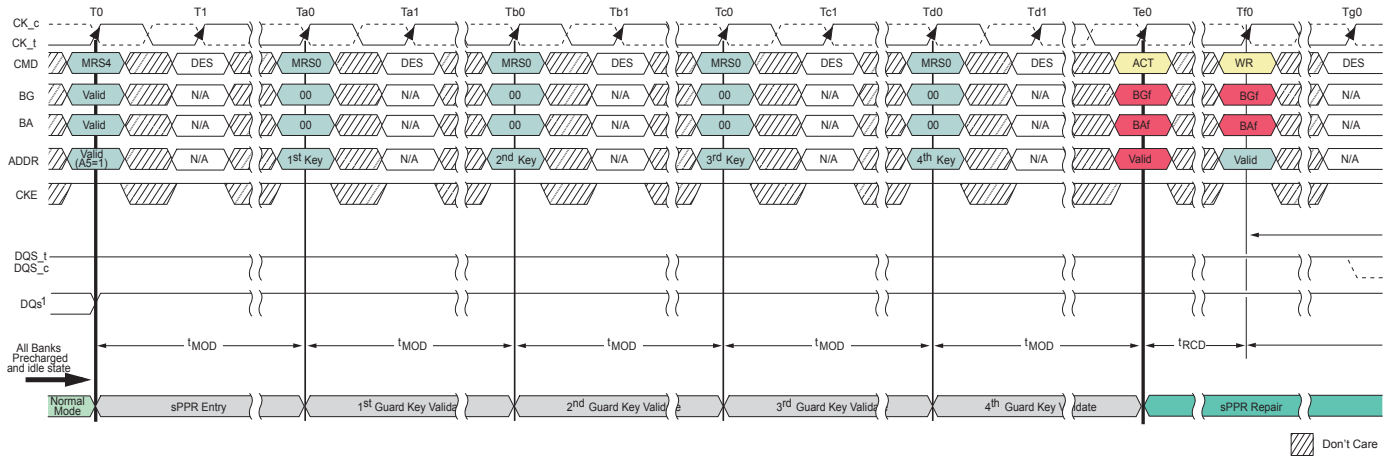 T0 T1 Ta0 Ta1 Tb0 Tb1 Tc0 Tc1 Td0 Td1 Te0 Tf0 Tg0
CK_c
CK_t
CMD MRS4 DES MRS0 DES MRS0 DES MRS0 DES MRS0 DES ACT WR DES
BG Valid N/A 00 N/A 00 N/A 00 N/A 00 N/A BGf BGf N/A
BA Valid N/A 00 N/A 00 N/A 00 N/A 00 N/A BAf BAf N/A
ADDR Valid (A5=1) N/A 1st Key N/A 2nd Key N/A 3rd Key N/A 4th Key N/A Valid Valid N/A
CKE
DQS_t
DQS_c
DQs1
tMOD tMOD tMOD tMOD tMOD tRCD
All Banks
Precharged
and idle state
Normal Mode sPPR Entry 1st Guard Key Valida 2nd Guard Key Valid e 3rd Guard Key Valida e 4th Guard Key V idate sPPR Repair
Don't Care